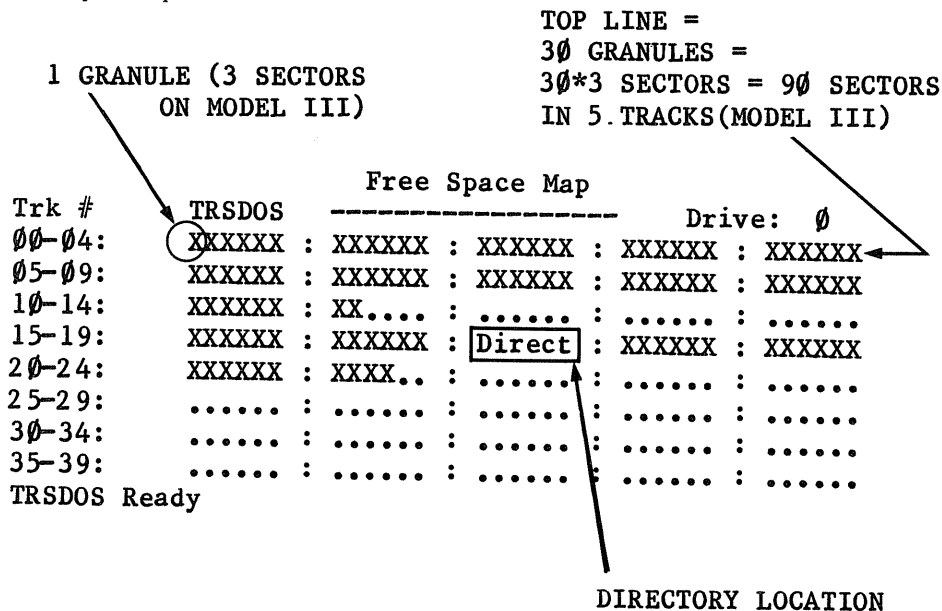 TOP LINE =
3Ø GRANULES =
3Ø*3 SECTORS = 9Ø SECTORS
IN 5.TRACKS(MODEL III)
1 GRANULE (3 SECTORS
ON MODEL III)
Free Space Map
Trk # TRSDOS ------------------- Drive: Ø
ØØ-Ø4: XXXXXX : XXXXXX : XXXXXX : XXXXXX : XXXXXX
Ø5-Ø9: XXXXXX : XXXXXX : XXXXXX : XXXXXX : XXXXXX
1Ø-14: XXXXXX : XX.... : ...... : ...... : ......
15-19: XXXXXX : XXXXXX : Direct : XXXXXX : XXXXXX
2Ø-24: XXXXXX : XXXX.. : ...... : ...... : ......
25-29: ...... : ...... : ...... : ...... : ......
3Ø-34: ...... : ...... : ...... : ...... : ......
35-39: ...... : ...... : ...... : ...... : ......
TRSDOS Ready
DIRECTORY LOCATION